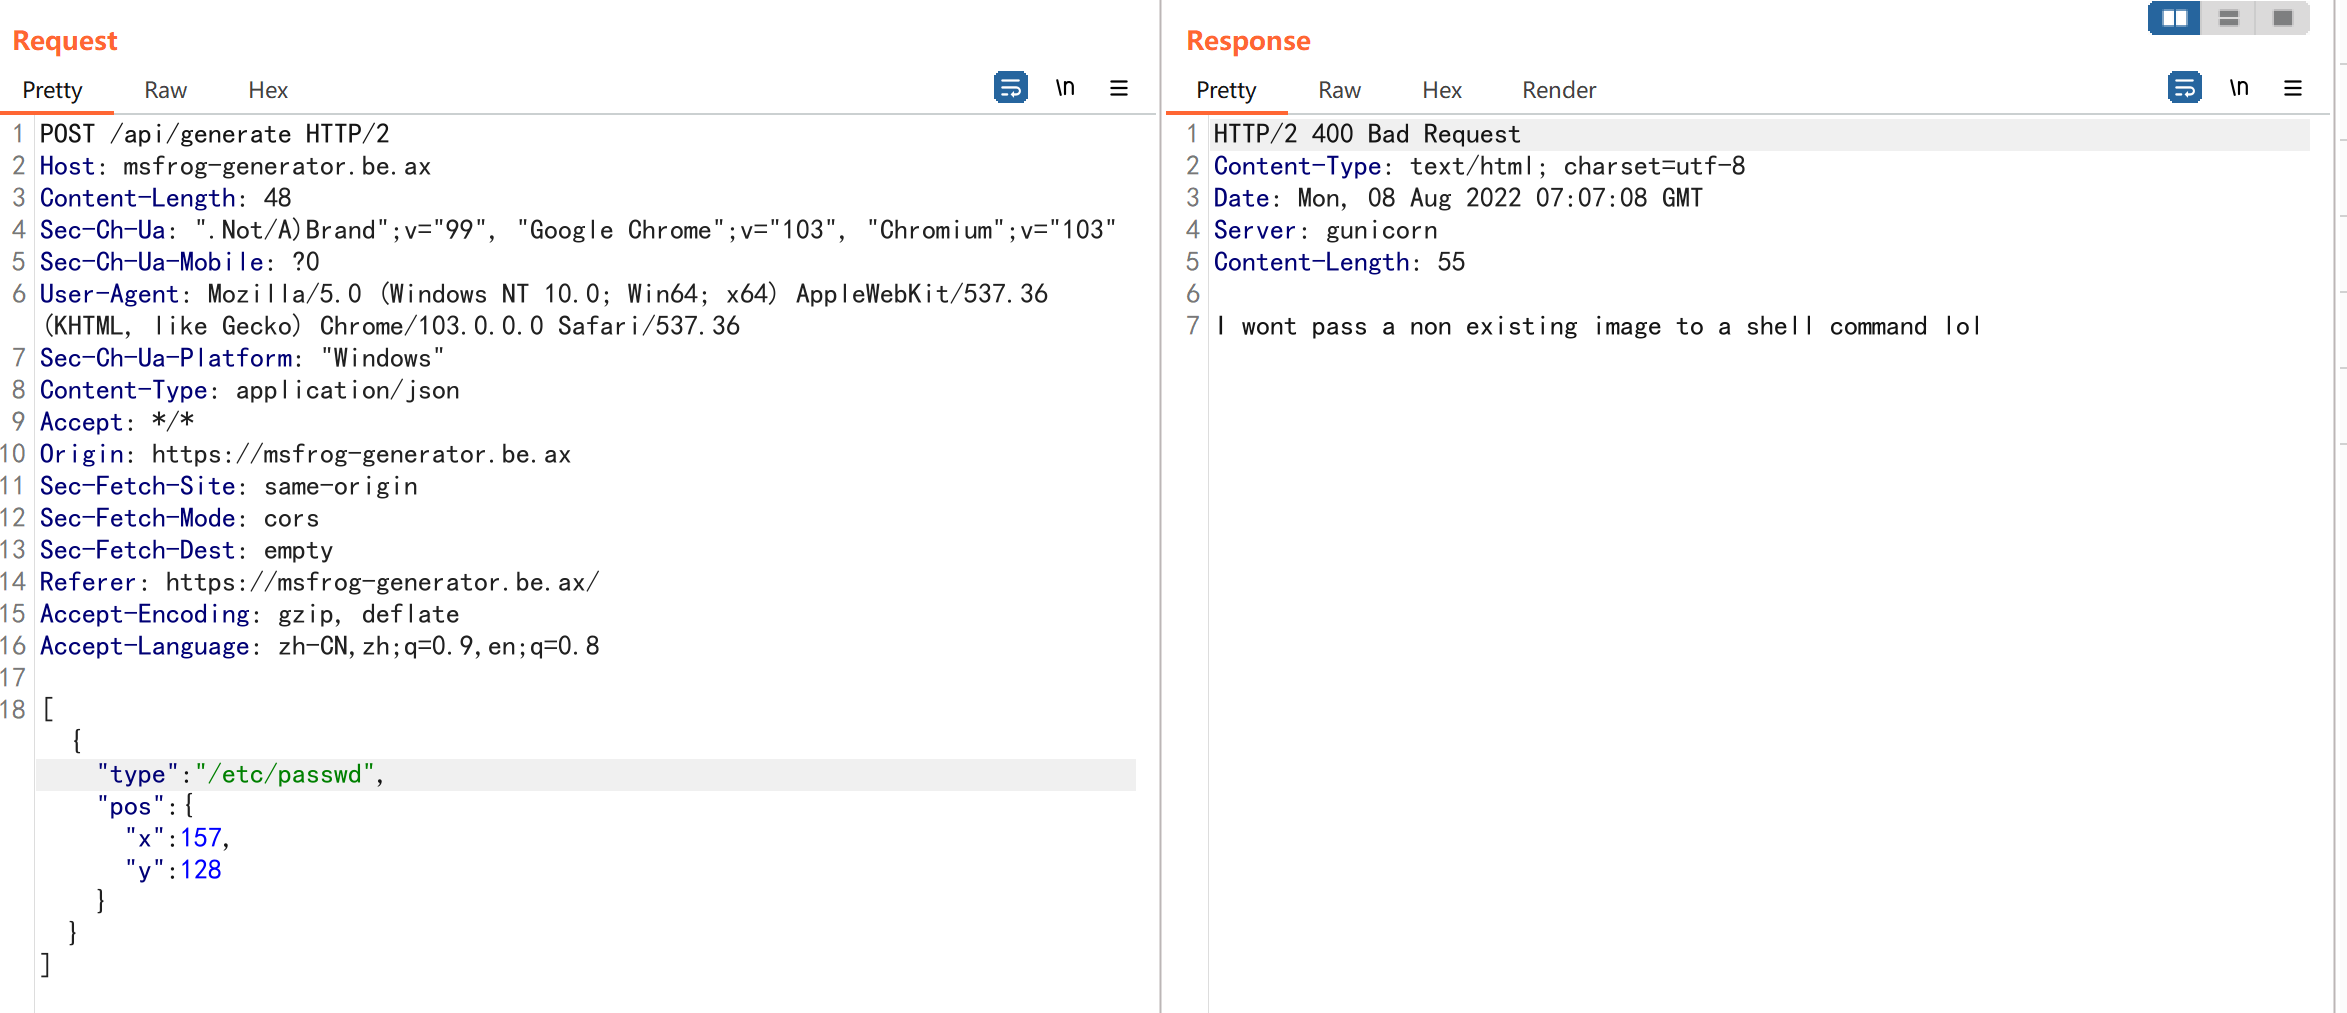 Request
Pretty Raw Hex \n
1 POST /api/generate HTTP/2
2 Host: msfrog-generator.be.ax
3 Content-Length: 48
4 Sec-Ch-Ua: ".Not/A)Brand";v="99", "Google Chrome";v="103", "Chromium";v="103"
5 Sec-Ch-Ua-Mobile: ?0
6 User-Agent: Mozilla/5.0 (Windows NT 10.0; Win64; x64) AppleWebKit/537.36
(KHTML, like Gecko) Chrome/103.0.0.0 Safari/537.36
7 Sec-Ch-Ua-Platform: "Windows"
8 Content-Type: application/json
9 Accept: */*
10 Origin: https://msfrog-generator.be.ax
11 Sec-Fetch-Site: same-origin
12 Sec-Fetch-Mode: cors
13 Sec-Fetch-Dest: empty
14 Referer: https://msfrog-generator.be.ax/
15 Accept-Encoding: gzip, deflate
16 Accept-Language: zh-CN,zh;q=0.9,en;q=0.8
17
18 [
{
"type":"/etc/passwd",
"pos":{
"x":157,
"y":128
}
}
]
Response
Pretty Raw Hex Render \n
1 HTTP/2 400 Bad Request
2 Content-Type: text/html; charset=utf-8
3 Date: Mon, 08 Aug 2022 07:07:08 GMT
4 Server: gunicorn
5 Content-Length: 55
6
7 I wont pass a non existing image to a shell command lol